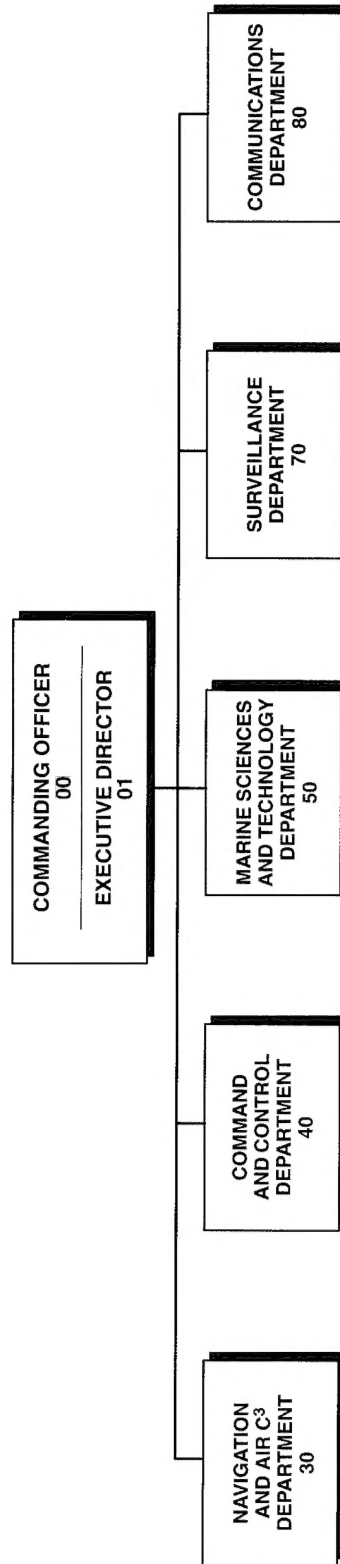 COMMANDING OFFICER
00
EXECUTIVE DIRECTOR
01
NAVIGATION
AND AIR C³
DEPARTMENT
30
COMMAND
AND CONTROL
DEPARTMENT
40
MARINE SCIENCES
AND TECHNOLOGY
DEPARTMENT
50
SURVEILLANCE
DEPARTMENT
70
COMMUNICATIONS
DEPARTMENT
80